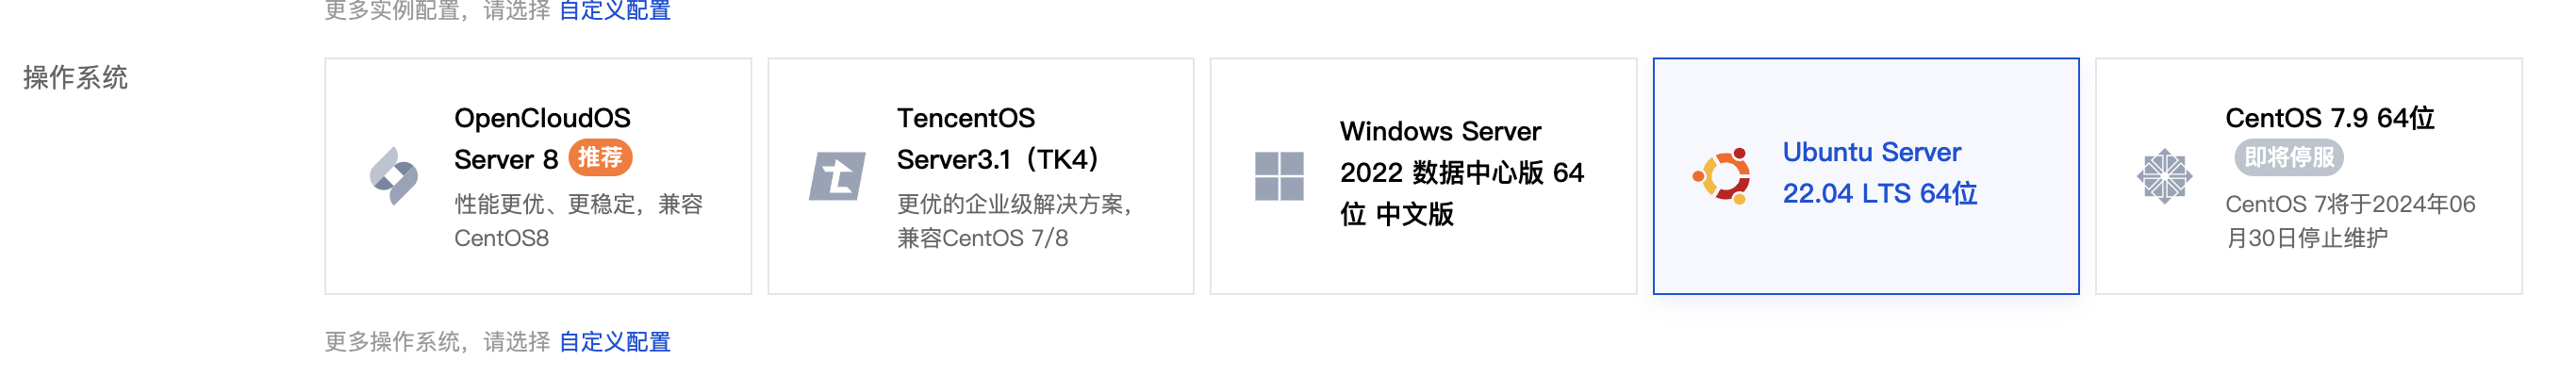 更多实例配置，请选择 自定义配置
操作系统
OpenCloudOS
Server 8 推荐
性能更优、更稳定，兼容
CentOS8
TencentOS
Server3.1（TK4）
更优的企业级解决方案，
兼容CentOS 7/8
Windows Server
2022 数据中心版 64
位 中文版
Ubuntu Server
22.04 LTS 64位
CentOS 7.9 64位
即将停服
CentOS 7将于2024年06
月30日停止维护
更多操作系统，请选择 自定义配置